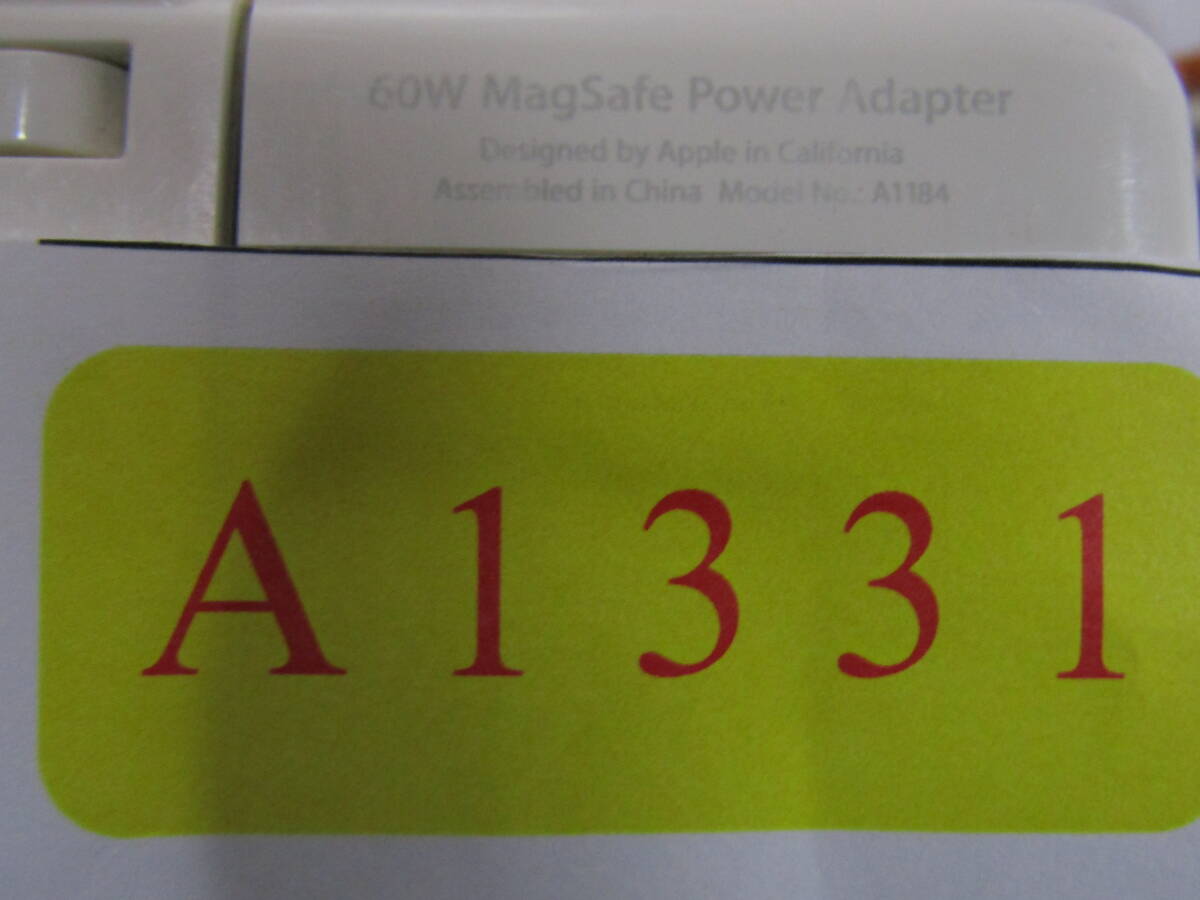 60W MagSafe Power Adapter
Designed by Apple in California
Assembled in China Model No.: A1184
A1331